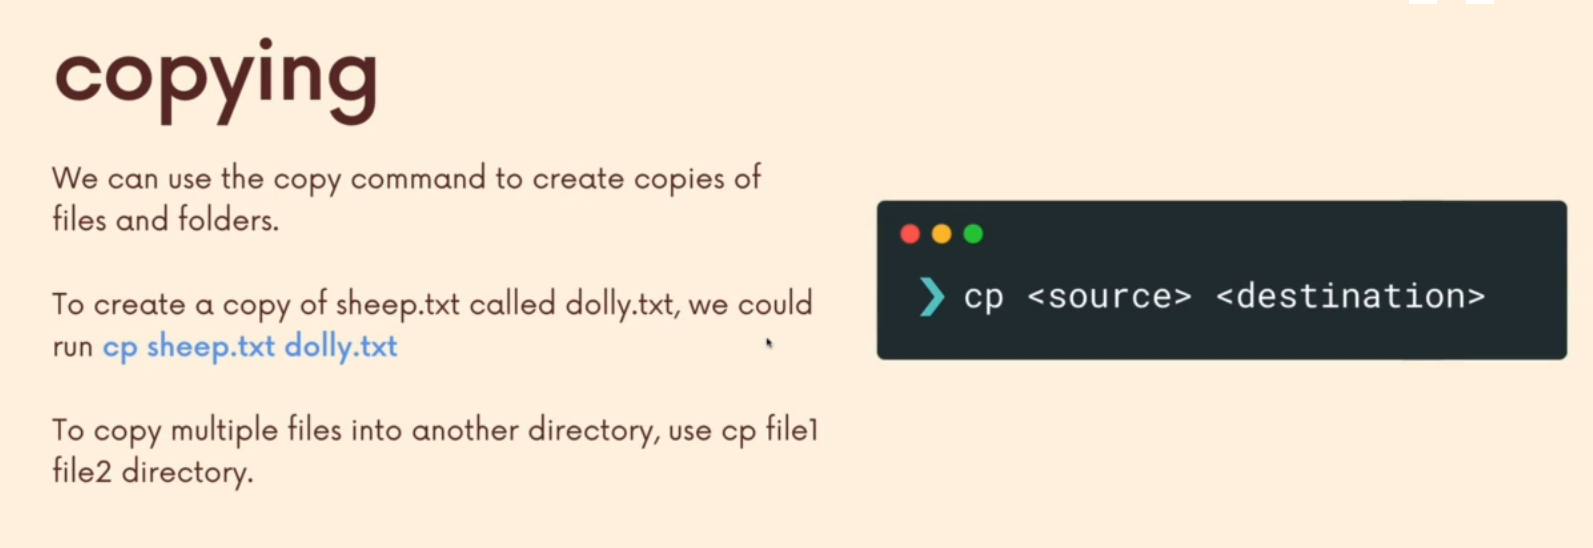 copying
We can use the copy command to create copies of
files and folders.
To create a copy of sheep.txt called dolly.txt, we could
run cp sheep.txt dolly.txt
To copy multiple files into another directory, use cp file1
file2 directory.
❯ cp <source> <destination>